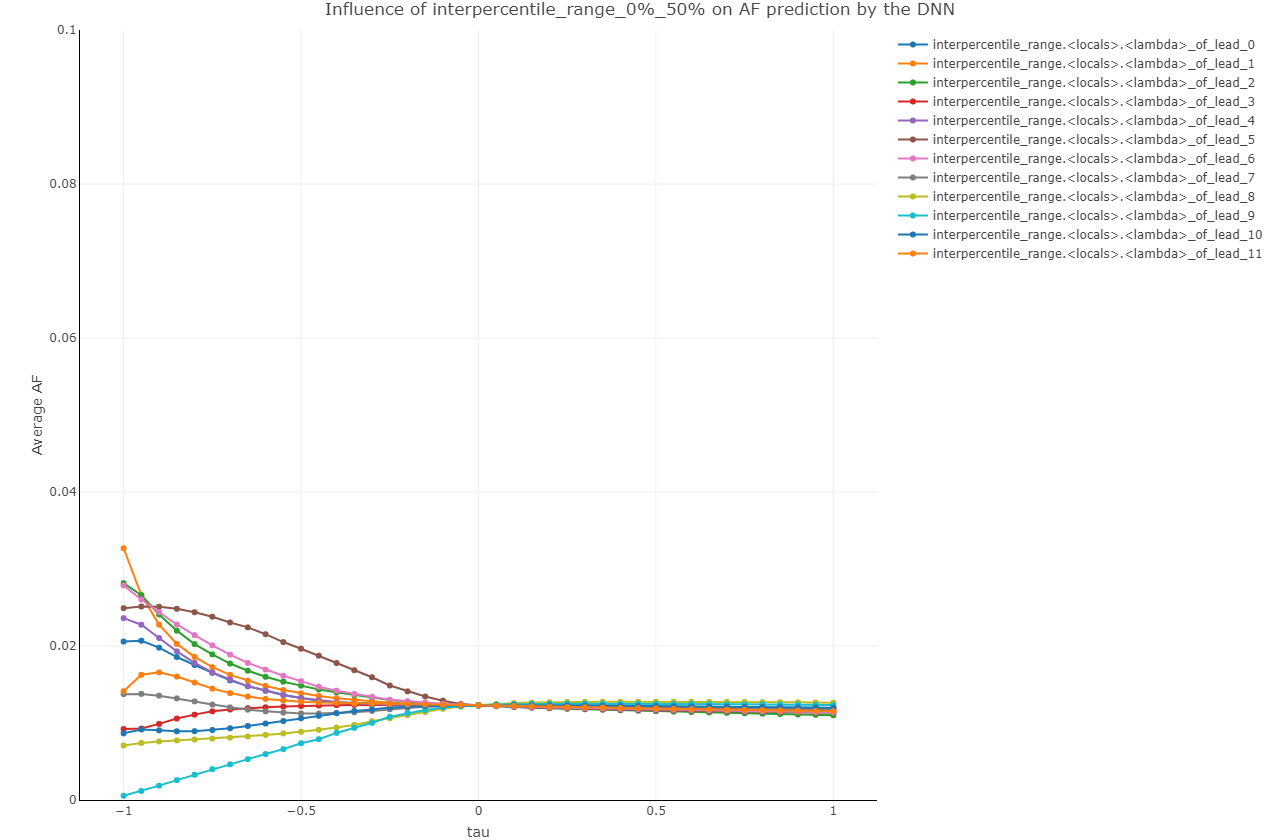 Influence of interpercentile_range_0%_50% on AF prediction by the DNN
0.1
0.08
0.06
0.04
0.02
0
Average AF
−1
−0.5
0
0.5
1
tau
interpercentile_range.<locals>.<lambda>_of_lead_0
interpercentile_range.<locals>.<lambda>_of_lead_1
interpercentile_range.<locals>.<lambda>_of_lead_2
interpercentile_range.<locals>.<lambda>_of_lead_3
interpercentile_range.<locals>.<lambda>_of_lead_4
interpercentile_range.<locals>.<lambda>_of_lead_5
interpercentile_range.<locals>.<lambda>_of_lead_6
interpercentile_range.<locals>.<lambda>_of_lead_7
interpercentile_range.<locals>.<lambda>_of_lead_8
interpercentile_range.<locals>.<lambda>_of_lead_9
interpercentile_range.<locals>.<lambda>_of_lead_10
interpercentile_range.<locals>.<lambda>_of_lead_11